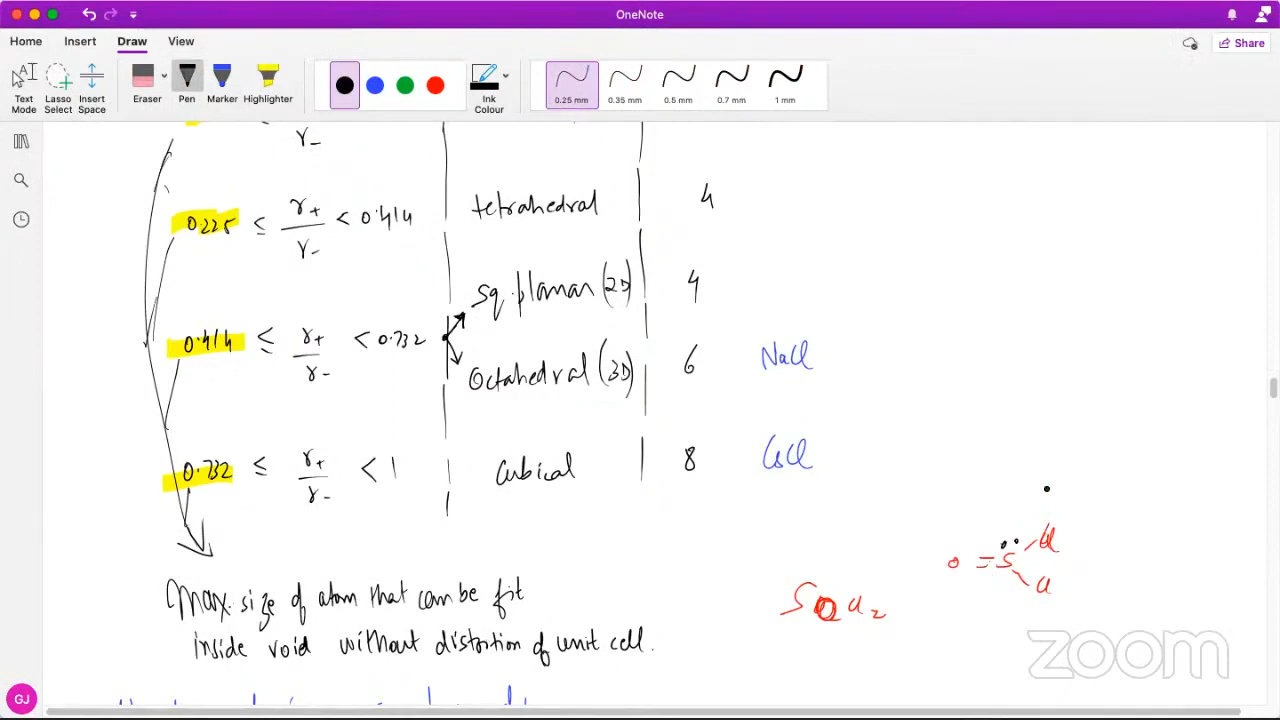 OneNote
Home Insert Draw View
Share
Text Mode
Lasso Select
Insert Space
Eraser
Pen
Marker
Highlighter
Ink Colour
0.25 mm
0.35 mm
0.5 mm
0.7 mm
1 mm
r-
0.225 ≤ r+/r- < 0.414 tetrahedral 4
Sq. planar (2D) 4
0.414 ≤ r+/r- < 0.732
Octahedral (3D) 6 NaCl
0.732 ≤ r+/r- < 1 Cubical 8 CsCl
O = S Cl
Cl
Max. size of atom that can be fit
SOCl2
inside void without distortion of unit cell.
zoom
GJ